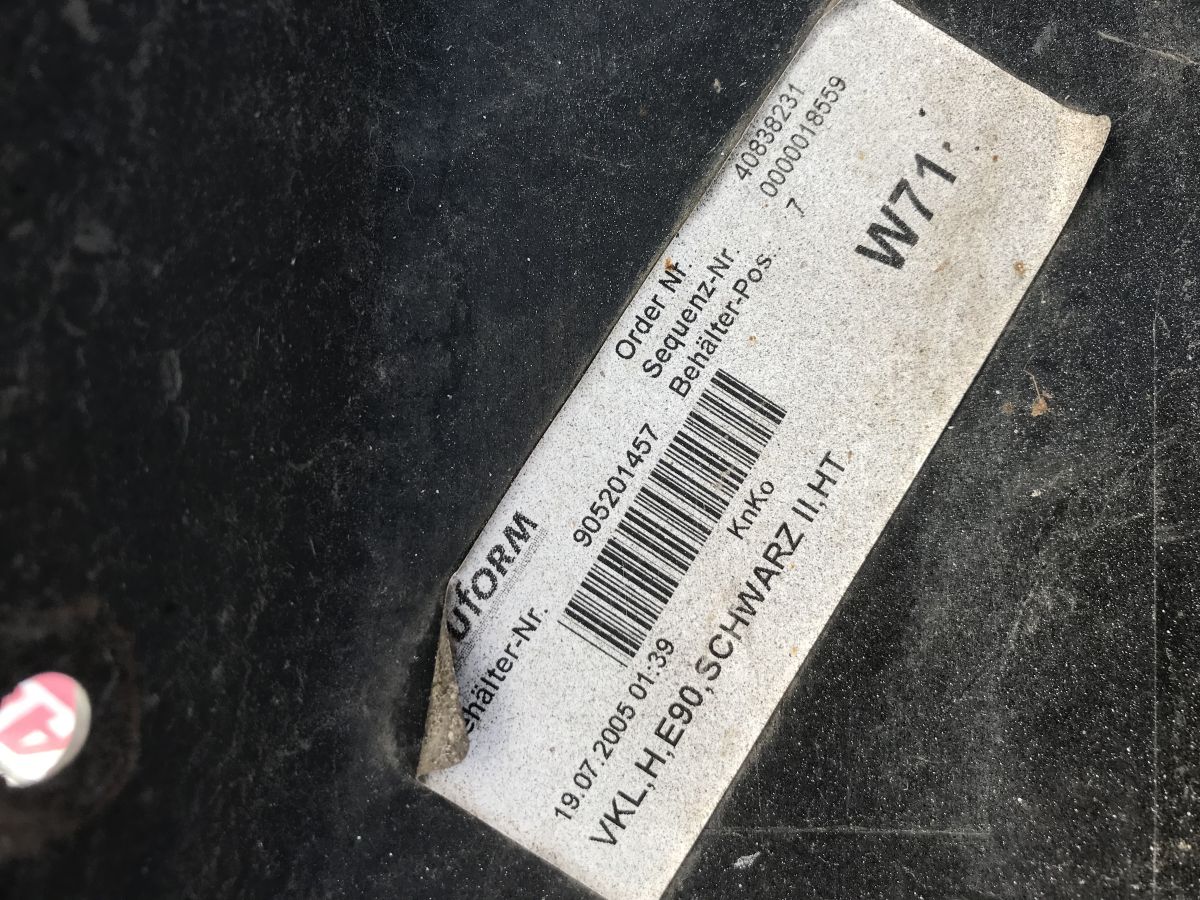 ufORM
ehälter-Nr.
905201457
Order Nr.
40838231
Sequenz-Nr
0000018559
Behälter-Pos.
7
19.07.2005 01:39
KnKo
W71
VKL,H,E90,SCHWARZ II,HT